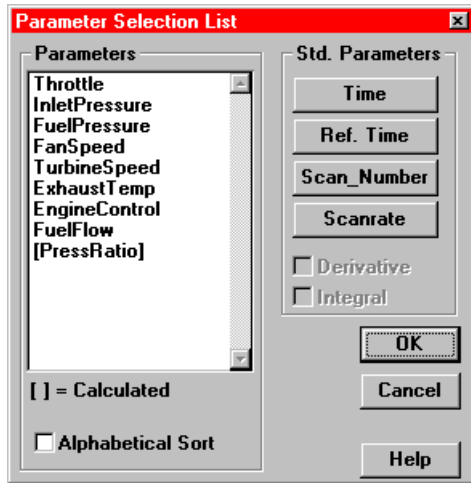 Parameter Selection List
Parameters
Throttle
InletPressure
FuelPressure
FanSpeed
TurbineSpeed
ExhaustTemp
EngineControl
FuelFlow
[PressRatio]
[ ] = Calculated
Alphabetical Sort
Std. Parameters
Time
Ref. Time
Scan_Number
Scanrate
Derivative
Integral
OK
Cancel
Help